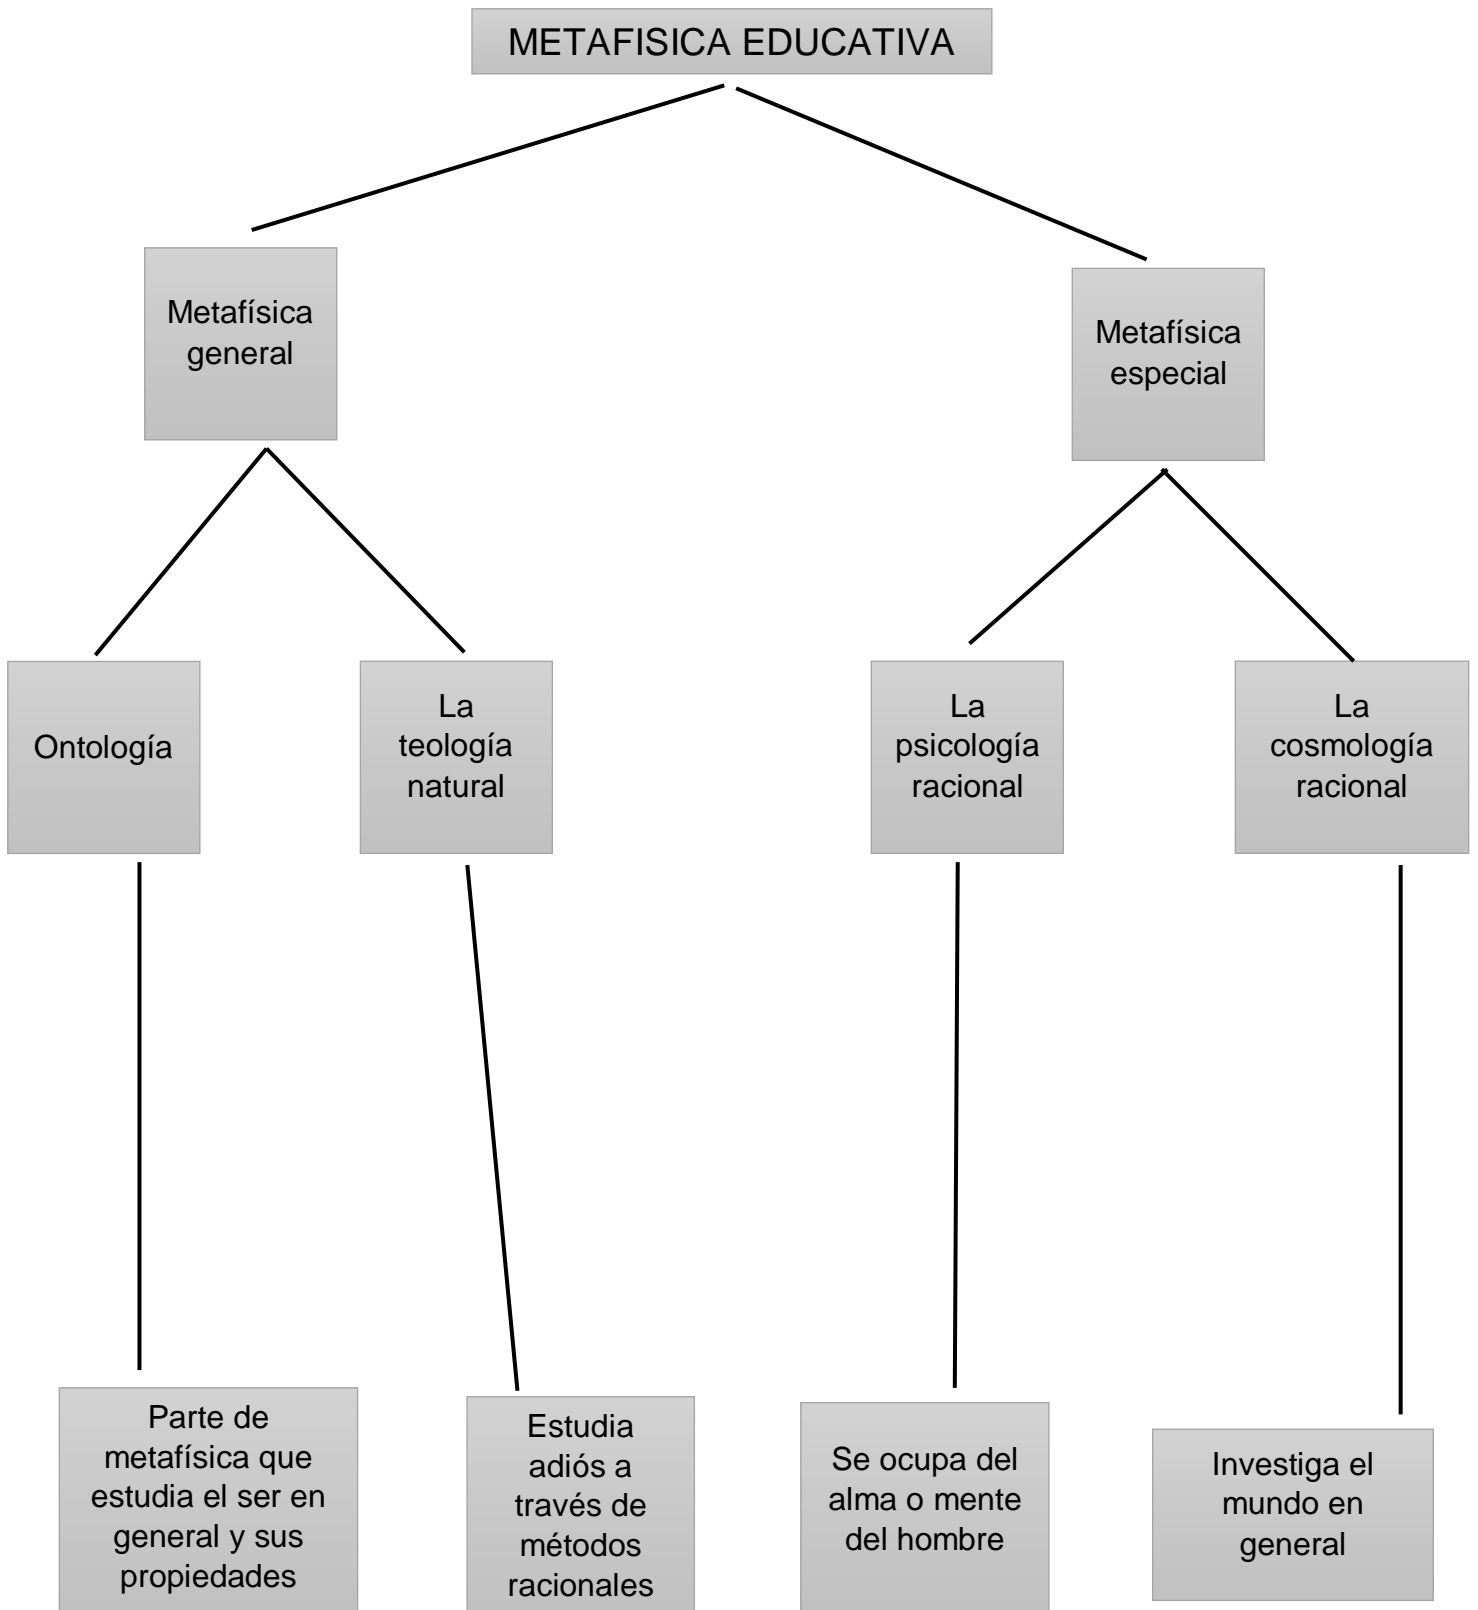 METAFISICA EDUCATIVA
Metafísica
general
Metafísica
especial
Ontología
La
teología
natural
La
psicología
racional
La
cosmología
racional
Parte de
metafísica que
estudia el ser en
general y sus
propiedades
Estudia
adiós a
través de
métodos
racionales
Se ocupa del
alma o mente
del hombre
Investiga el
mundo en
general